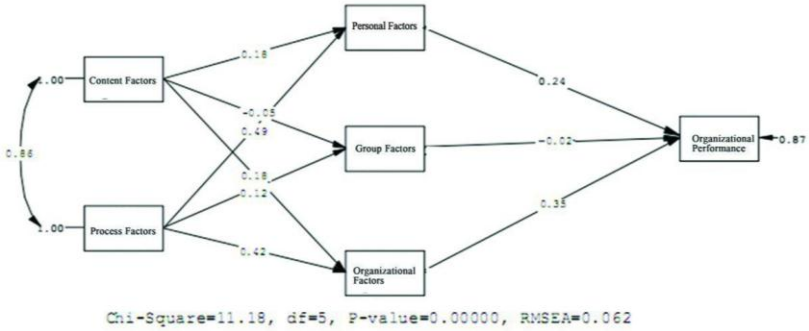 Personal Factors
0.18
1.00
Content Factors
0.24
-0.05
0.49
Organizational
Performance
0.87
0.86
Group Factors
-0.02
0.18
0.12
0.35
1.00
Process Factors
0.42
Organizational
Factors
Chi-Square=11.18, df=5, P-value=0.00000, RMSEA=0.062